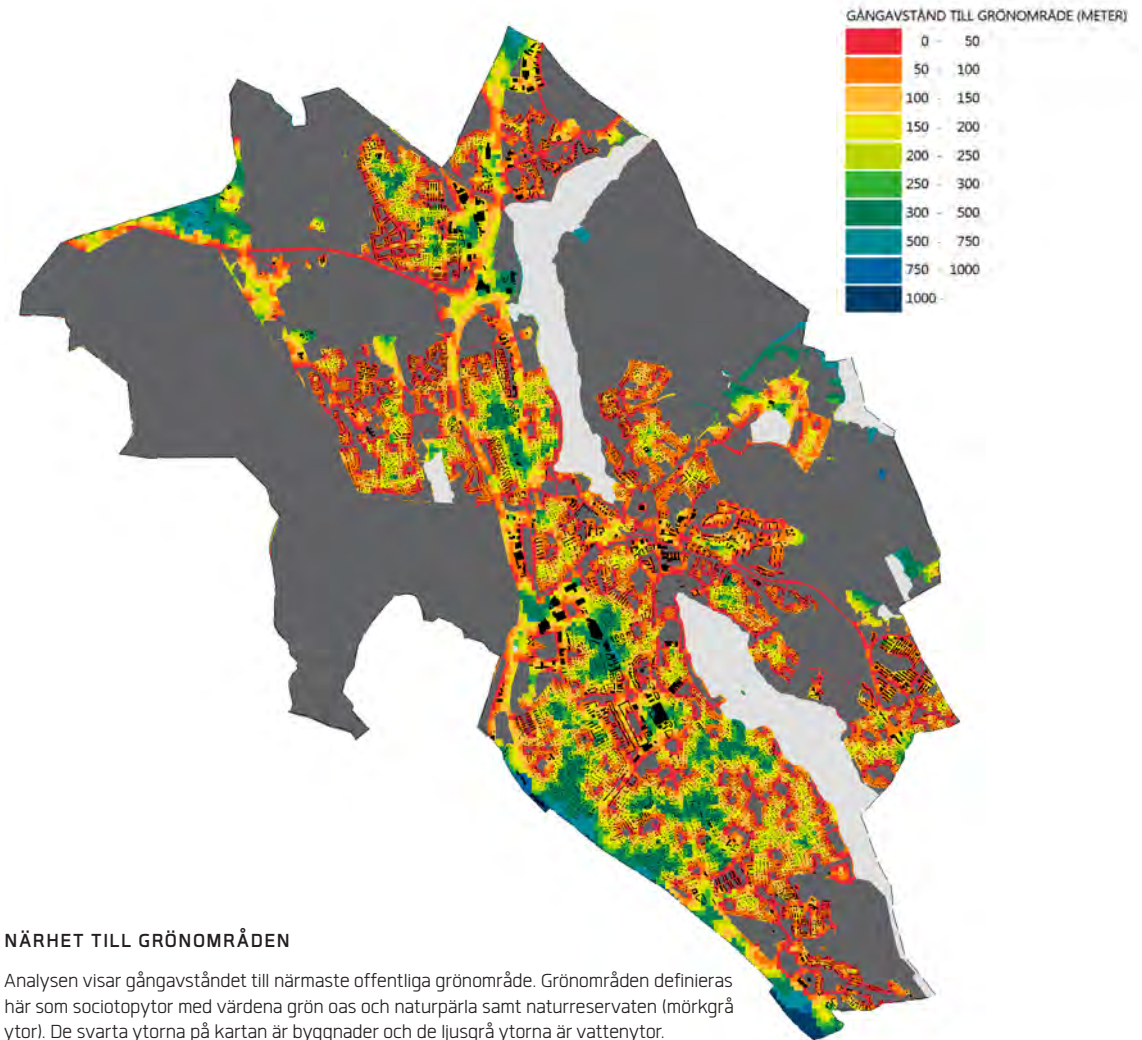 GÅNGAVSTÅND TILL GRÖNOMRÅDE (METER)
0 - 50
50 - 100
100 - 150
150 - 200
200 - 250
250 - 300
300 - 500
500 - 750
750 - 1000
1000 -
NÄRHET TILL GRÖNOMRÅDEN
Analysen visar gångavståndet till närmaste offentliga grönområde. Grönområden definieras
här som sociotopytor med värdena grön oas och naturpärla samt naturreservaten (mörkgrå
ytor). De svarta ytorna på kartan är byggnader och de ljusgrå ytorna är vattenytor.